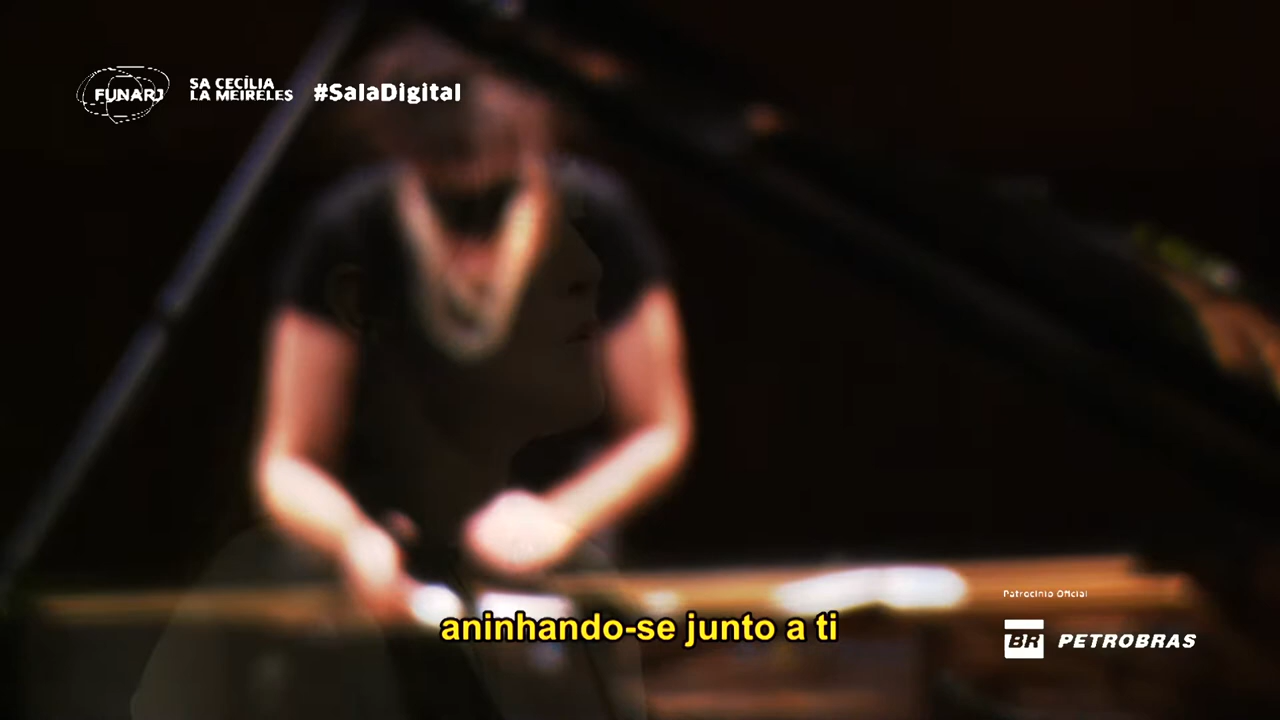 FUNARJ
SA CECÍLIA
LA MEIRELES
#SalaDigital
aninhando-se junto a ti
Patrocínio Oficial
BR PETROBRAS